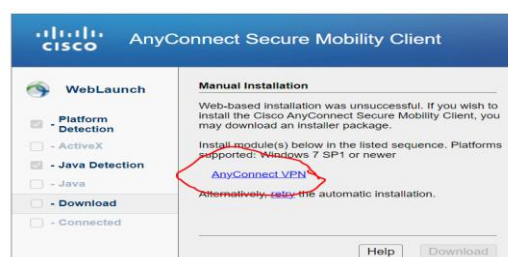 CISCO AnyConnect Secure Mobility Client
WebLaunch
- Platform
Detection
- ActiveX
- Java Detection
- Java
- Download
- Connected
Manual Installation
Web-based installation was unsuccessful. If you wish to
install the Cisco AnyConnect Secure Mobility Client, you
may download an installer package.
Install module(s) below in the listed sequence. Platforms
supported: Windows 7 SP1 or newer
AnyConnect VPN
Alternatively, retry the automatic installation.
Help Download